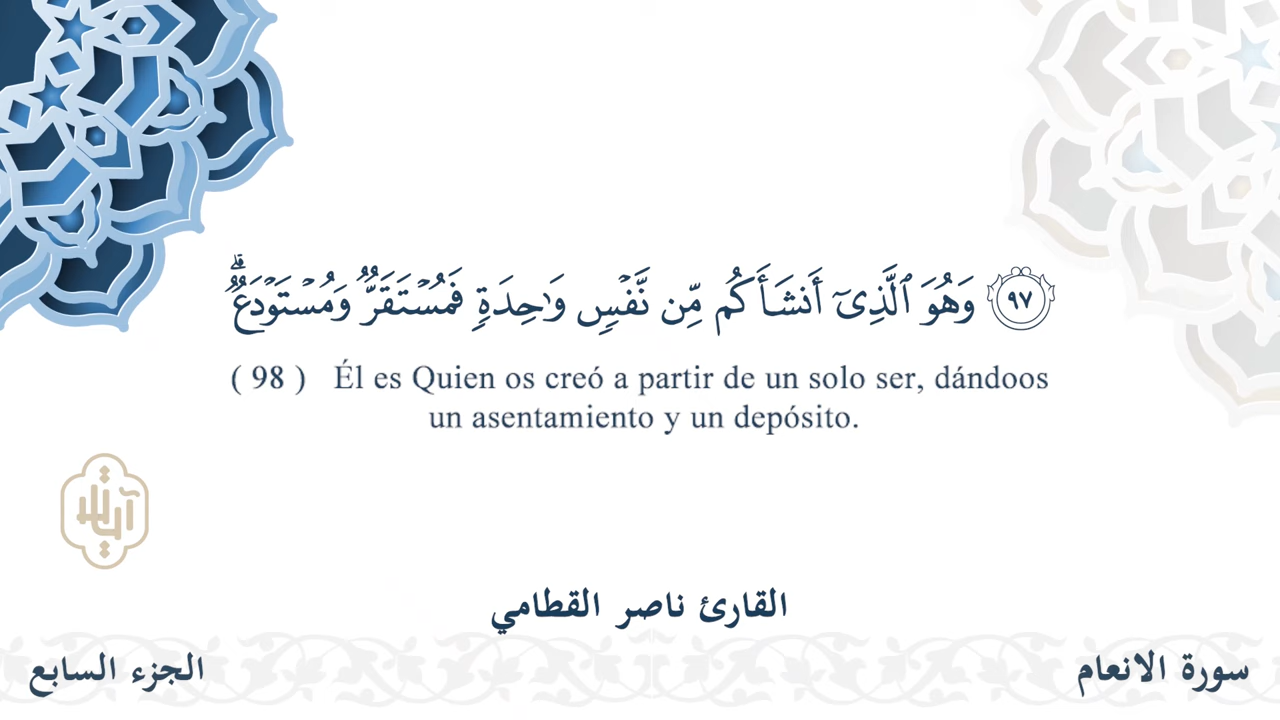 ٩٧ وَهُوَ ٱلَّذِىٓ أَنشَأَكُم مِّن نَّفْسٍ وَٰحِدَةٍ فَمُسْتَقَرٌّ وَمُسْتَوْدَعٌ ۗ
( 98 ) Él es Quien os creó a partir de un solo ser, dándoos
un asentamiento y un depósito.
آيات
القارئ ناصر القطامي
سورة الانعام
الجزء السابع